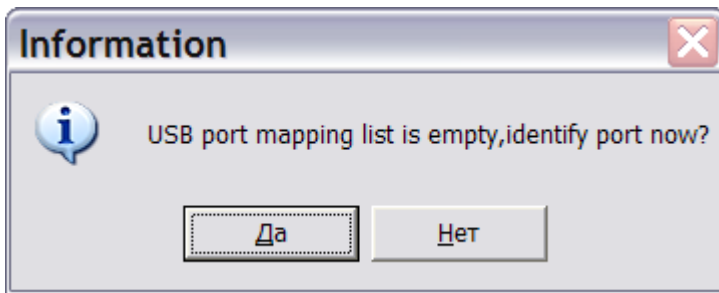 Information
USB port mapping list is empty,identify port now?
Да
Нет